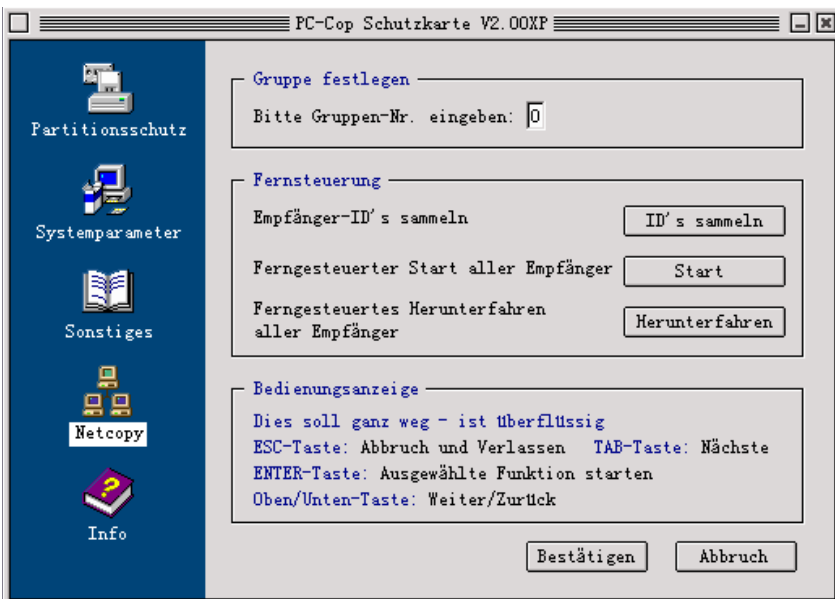 PC-Cop Schutzkarte V2.00XP
Partitionsschutz
Systemparameter
Sonstiges
Netcopy
Info
Gruppe festlegen
Bitte Gruppen-Nr. eingeben: 0
Fernsteuerung
Empfänger-ID's sammeln
ID's sammeln
Ferngesteuerter Start aller Empfänger
Start
Ferngesteuertes Herunterfahren
aller Empfänger
Herunterfahren
Bedienungsanzeige
Dies soll ganz weg - ist überflüssig
ESC-Taste: Abbruch und Verlassen TAB-Taste: Nächste
ENTER-Taste: Ausgewählte Funktion starten
Oben/Unten-Taste: Weiter/Zurück
Bestätigen
Abbruch